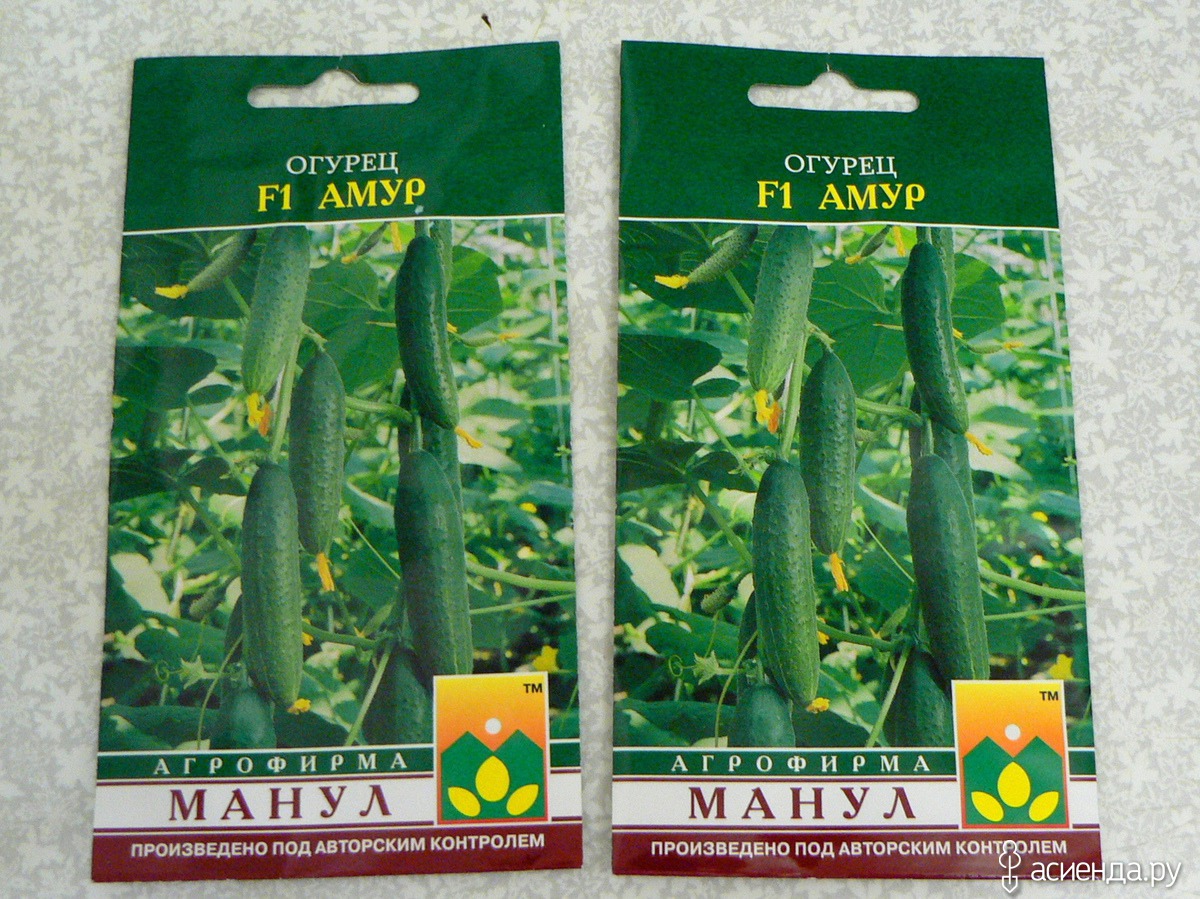 ОГУРЕЦ
F1 АМУР
TM
АГРОФИРМА
МАНУЛ
ПРОИЗВЕДЕНО ПОД АВТОРСКИМ КОНТРОЛЕМ
ОГУРЕЦ
F1 АМУР
TM
АГРОФИРМА
МАНУЛ
ПРОИЗВЕДЕНО ПОД АВТОРСКИМ КОНТРОЛЕМ
асиенда.ру